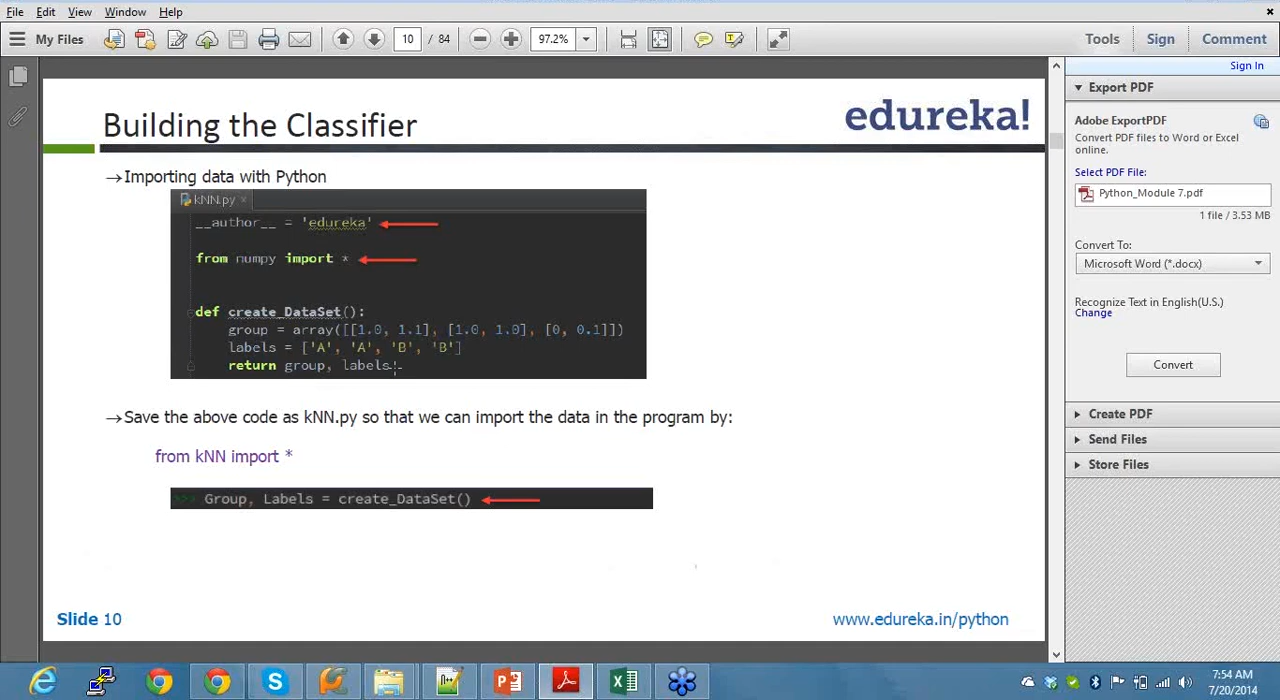 File Edit View Window Help ×
My Files 10 / 84 97.2% Tools Sign Comment
Sign In
Export PDF
Adobe ExportPDF
Convert PDF files to Word or Excel
online.
Select PDF File:
Python_Module 7.pdf
1 file / 3.53 MB
Convert To:
Microsoft Word (*.docx)
Recognize Text in English(U.S.)
Change
Convert
Create PDF
Send Files
Store Files
Building the Classifier
edureka!
→Importing data with Python
kNN.py ×
__author__ = 'edureka'
from numpy import *
def create_DataSet():
group = array([[1.0, 1.1], [1.0, 1.0], [0, 0.1]])
labels = ['A', 'A', 'B', 'B']
return group, labels
→Save the above code as kNN.py so that we can import the data in the program by:
from kNN import *
>>> Group, Labels = create_DataSet()
Slide 10
www.edureka.in/python
7:54 AM
7/20/2014